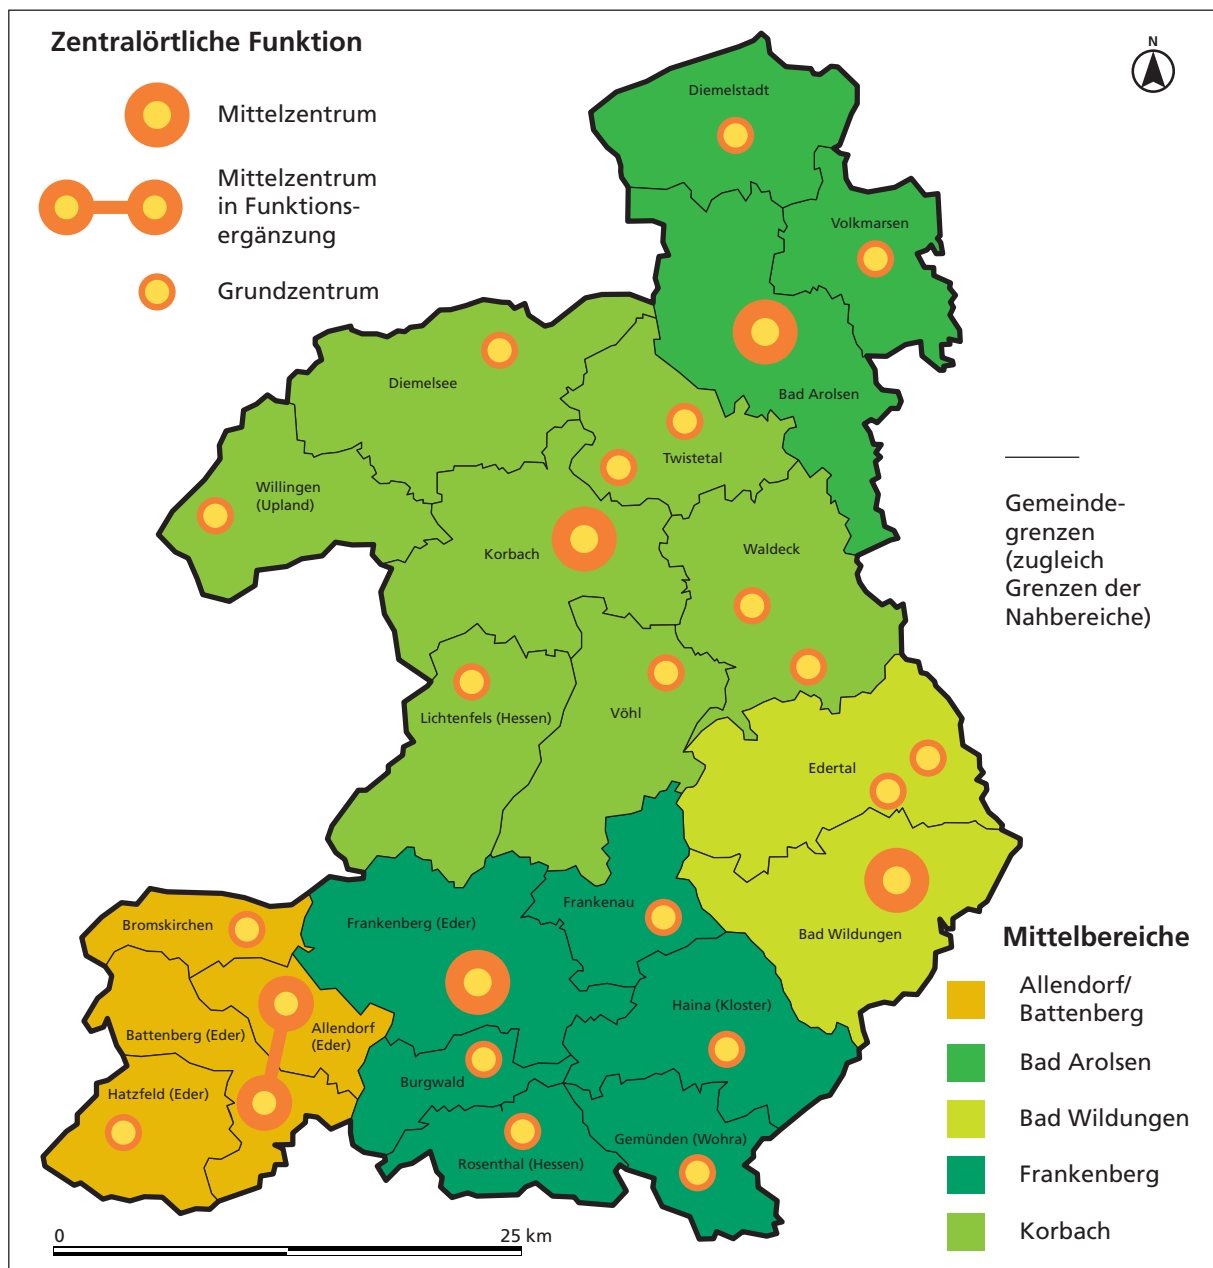 Zentralörtliche Funktion
Mittelzentrum
Mittelzentrum
in Funktions-
ergänzung
Grundzentrum
N
Diemelstadt
Volkmarsen
Bad Arolsen
Diemelsee
Twistetal
Willingen
(Upland)
Korbach
Waldeck
Lichtenfels (Hessen)
Vöhl
Edertal
Bad Wildungen
Frankenau
Frankenberg (Eder)
Bromskirchen
Haina (Kloster)
Battenberg (Eder)
Allendorf
(Eder)
Burgwald
Hatzfeld (Eder)
Gemünden (Wohra)
Rosenthal (Hessen)
Gemeinde-
grenzen
(zugleich
Grenzen der
Nahbereiche)
Mittelbereiche
Allendorf/
Battenberg
Bad Arolsen
Bad Wildungen
Frankenberg
Korbach
0
25 km